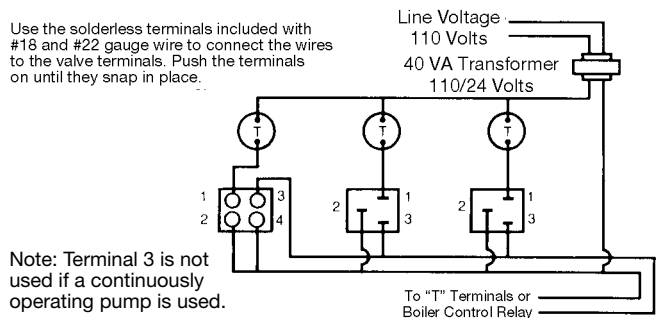 Use the solderless terminals included with
#18 and #22 gauge wire to connect the wires
to the valve terminals. Push the terminals
on until they snap in place.
Line Voltage
110 Volts
40 VA Transformer
110/24 Volts
T
T
T
1
3
2
4
2
1
3
2
1
3
Note: Terminal 3 is not
used if a continuously
operating pump is used.
To “T” Terminals or
Boiler Control Relay